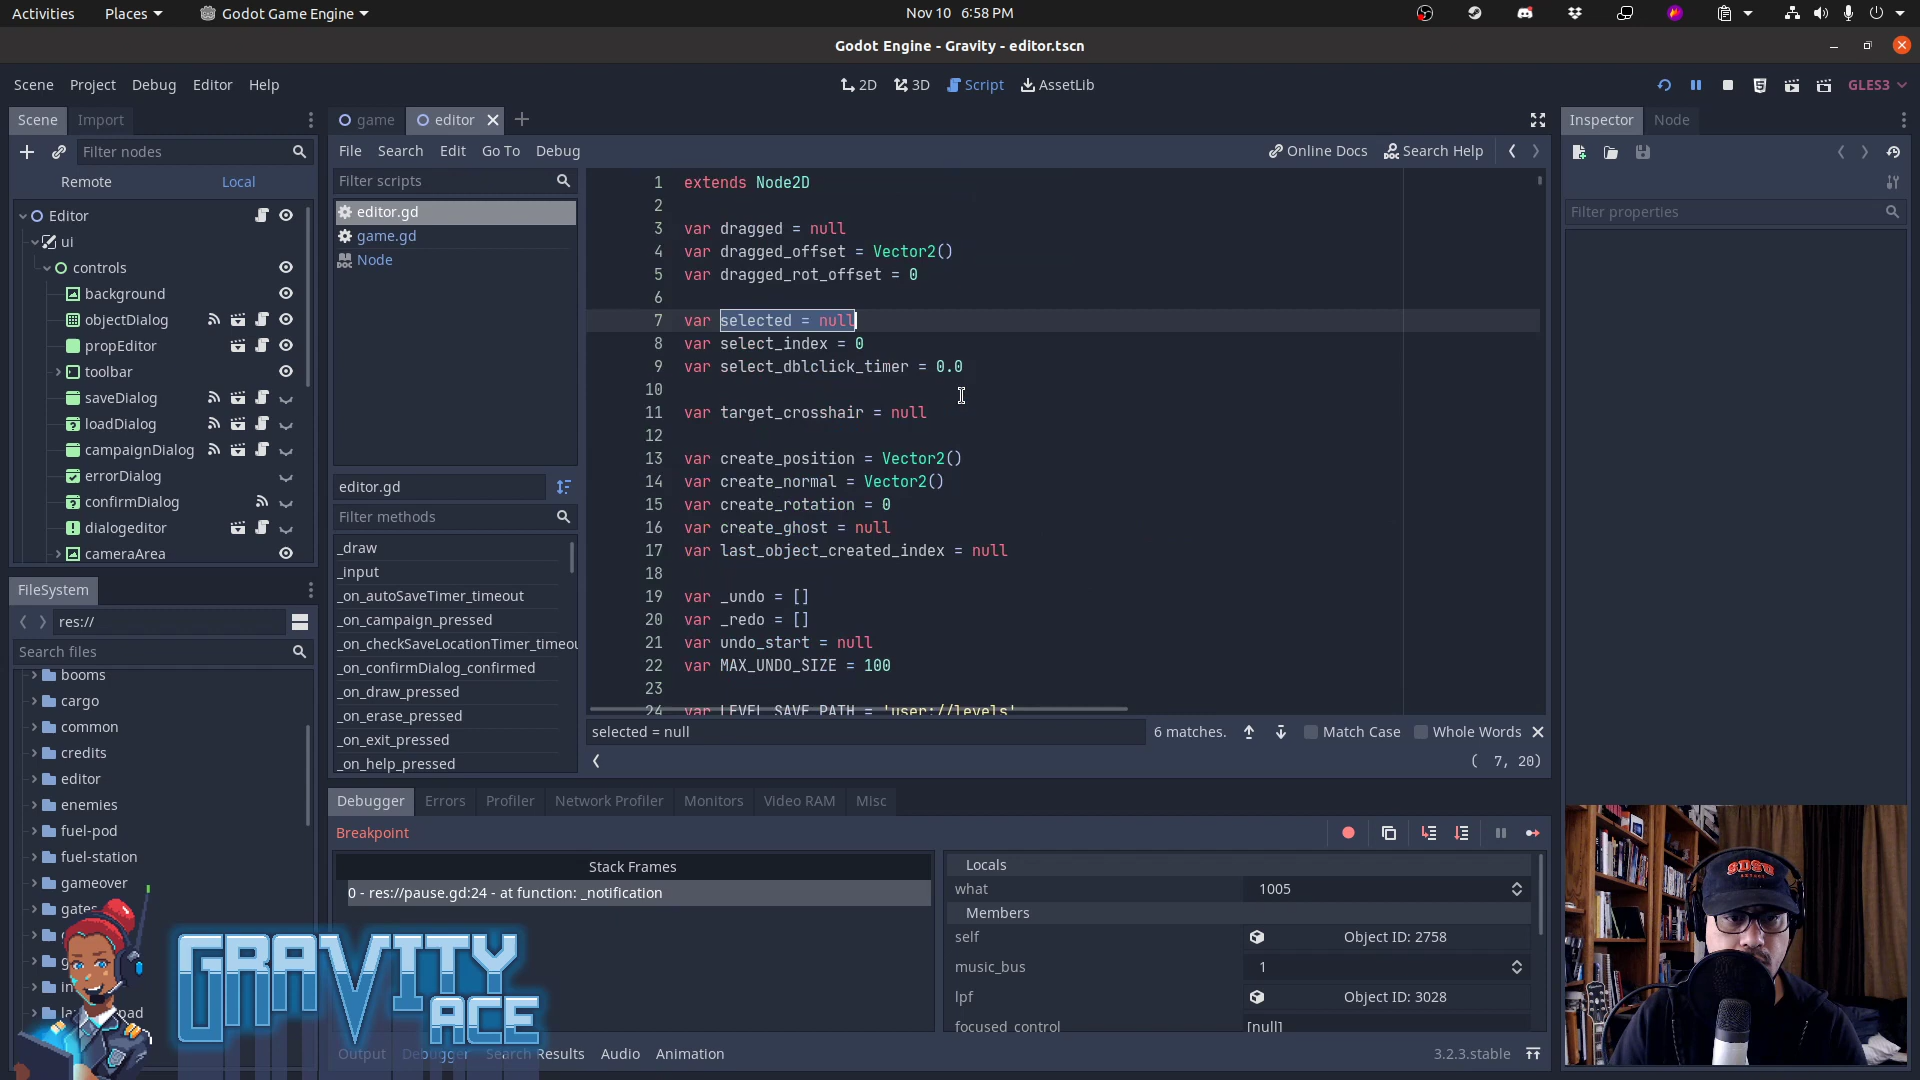 Activities Places Godot Game Engine Nov 10 6:58 PM
Godot Engine - Gravity - editor.tscn
Scene Project Debug Editor Help 2D 3D Script AssetLib GLES3
Scene Import
game editor
Inspector Node
Filter nodes
File Search Edit Go To Debug Online Docs Search Help
Remote Local
Filter scripts
Filter properties
Editor
ui
controls
background
objectDialog
propEditor
toolbar
saveDialog
loadDialog
campaignDialog
errorDialog
confirmDialog
dialogeditor
cameraArea
editor.gd
game.gd
Node
editor.gd
Filter methods
_draw
_input
_on_autoSaveTimer_timeout
_on_campaign_pressed
_on_checkSaveLocationTimer_timeou
_on_confirmDialog_confirmed
_on_draw_pressed
_on_erase_pressed
_on_exit_pressed
_on_help_pressed
1 extends Node2D
2
3 var dragged = null
4 var dragged_offset = Vector2()
5 var dragged_rot_offset = 0
6
7 var selected = null
8 var select_index = 0
9 var select_dblclick_timer = 0.0
10
11 var target_crosshair = null
12
13 var create_position = Vector2()
14 var create_normal = Vector2()
15 var create_rotation = 0
16 var create_ghost = null
17 var last_object_created_index = null
18
19 var _undo = []
20 var _redo = []
21 var undo_start = null
22 var MAX_UNDO_SIZE = 100
23
24 var LEVEL_SAVE_PATH = 'user://levels'
selected = null 6 matches. Match Case Whole Words
( 7, 20)
FileSystem
res://
Search files
booms
cargo
common
credits
editor
enemies
fuel-pod
fuel-station
gameover
gates
Debugger Errors Profiler Network Profiler Monitors Video RAM Misc
Breakpoint
Stack Frames
0 - res://pause.gd:24 - at function: _notification
Locals
what 1005
Members
self Object ID: 2758
music_bus 1
lpf Object ID: 3028
focused_control [null]
Output Debugger Search Results Audio Animation 3.2.3.stable
GRAVITY
ACE
SDSU